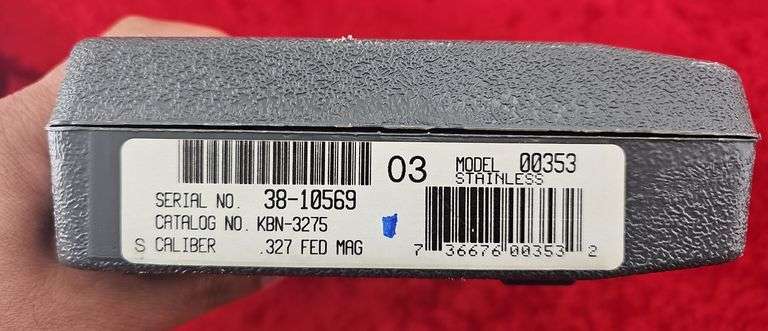 03 MODEL 00353
STAINLESS
SERIAL NO. 38-10569
CATALOG NO. KBN-3275
S CALIBER .327 FED MAG
7 36676 00353 2